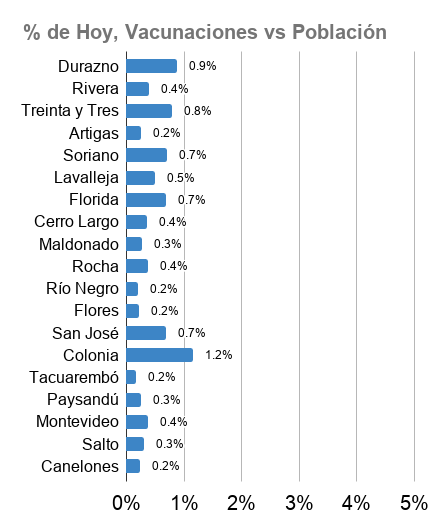 % de Hoy, Vacunaciones vs Población
Durazno 0.9%
Rivera 0.4%
Treinta y Tres 0.8%
Artigas 0.2%
Soriano 0.7%
Lavalleja 0.5%
Florida 0.7%
Cerro Largo 0.4%
Maldonado 0.3%
Rocha 0.4%
Río Negro 0.2%
Flores 0.2%
San José 0.7%
Colonia 1.2%
Tacuarembó 0.2%
Paysandú 0.3%
Montevideo 0.4%
Salto 0.3%
Canelones 0.2%
0% 1% 2% 3% 4% 5%